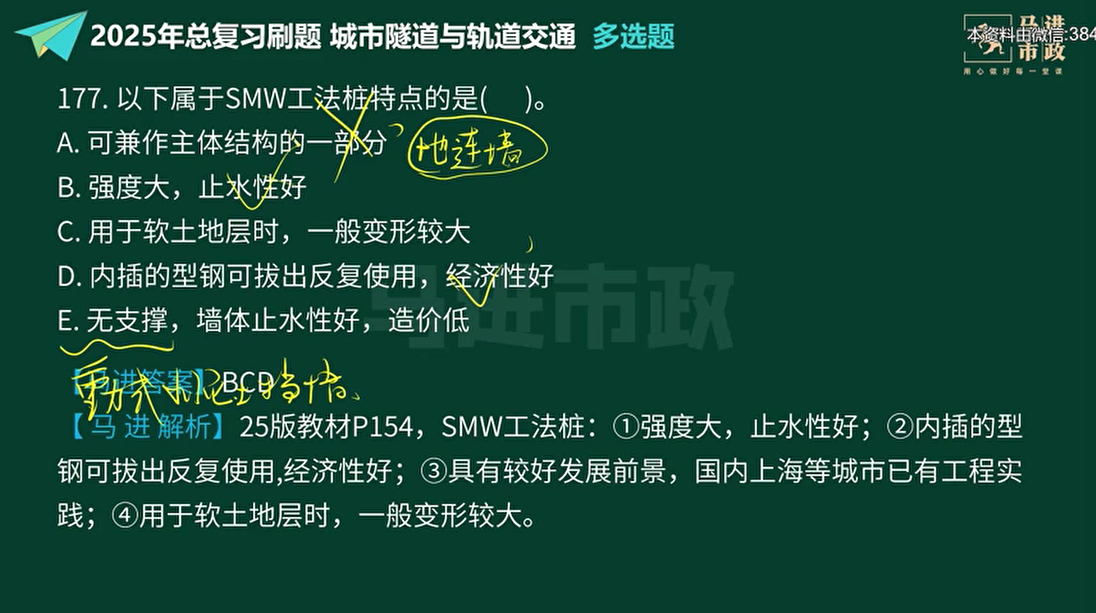 2025年总复习刷题 城市隧道与轨道交通 多选题
马进市政
本资料由微信:384
用心做好每一堂课
177. 以下属于SMW工法桩特点的是( )。
A. 可兼作主体结构的一部分 地连墙
B. 强度大，止水性好
C. 用于软土地层时，一般变形较大
D. 内插的型钢可拔出反复使用，经济性好
马进市政
E. 无支撑，墙体止水性好，造价低
【马进答案】BCD
重力式水泥土挡墙、
【 马 进 解析】25版教材P154，SMW工法桩：①强度大，止水性好；②内插的型
钢可拔出反复使用,经济性好；③具有较好发展前景，国内上海等城市已有工程实
践；④用于软土地层时，一般变形较大。